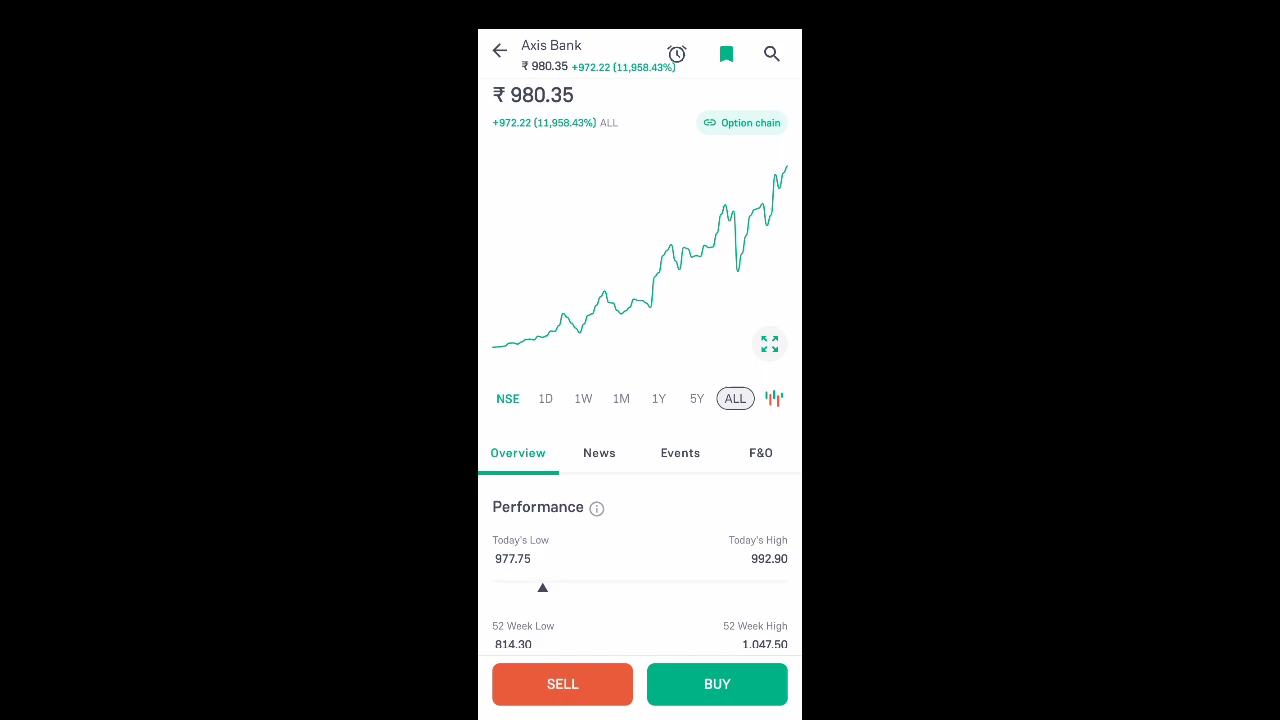 Axis Bank
₹ 980.35 +972.22 (11,958.43%)
₹ 980.35
+972.22 (11,958.43%) ALL
Option chain
NSE 1D 1W 1M 1Y 5Y ALL
Overview News Events F&O
Performance
Today's Low Today's High
977.75 992.90
52 Week Low 52 Week High
814.30 1,047.50
SELL BUY